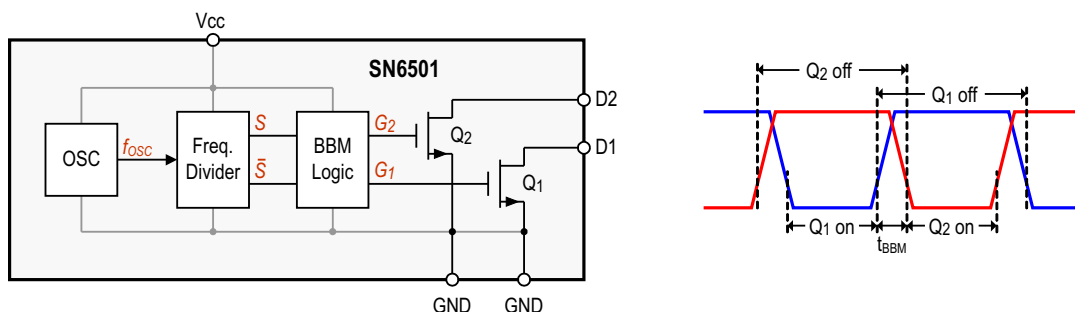 Vcc
SN6501
OSC
fOSC
Freq.
Divider
S
S̄
BBM
Logic
G2
G1
Q2
Q1
D2
D1
GND
GND
Q2 off
Q1 off
Q1 on
tBBM
Q2 on